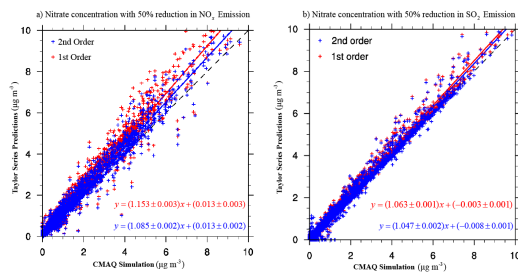 a) Nitrate concentration with 50% reduction in NOx Emission
10
8
6
4
2
0
Taylor Series Predictions (µg m-3)
2nd Order
1st Order
y = (1.153±0.003)x + (0.013±0.003)
y = (1.085±0.002)x + (0.013±0.002)
0 2 4 6 8 10
CMAQ Simulation (µg m-3)
b) Nitrate concentration with 50% reduction in SO2 Emission
10
8
6
4
2
0
Taylor Series Predictions (µg m-3)
2nd order
1st order
y = (1.063±0.001)x + (−0.003±0.001)
y = (1.047±0.002)x + (−0.008±0.001)
0 2 4 6 8 10
CMAQ Simulation (µg m-3)